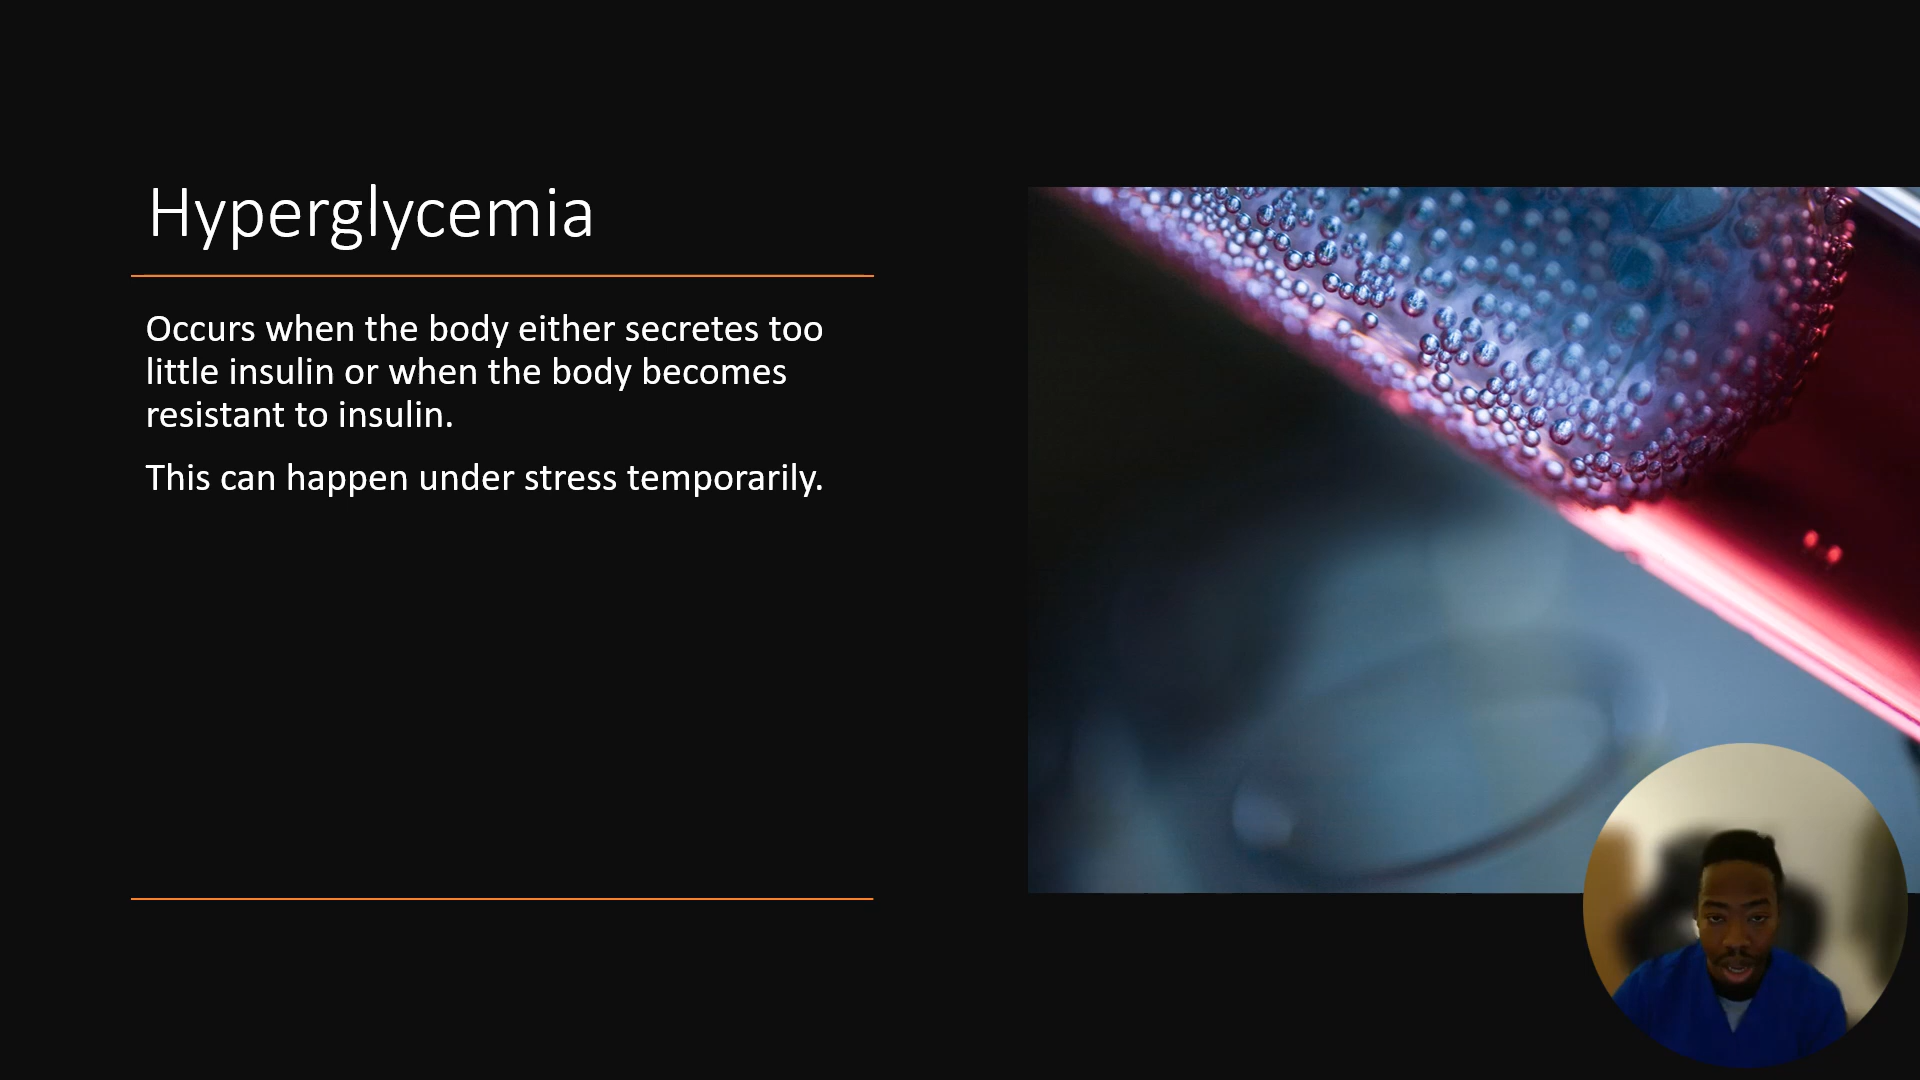 Hyperglycemia
Occurs when the body either secretes too
little insulin or when the body becomes
resistant to insulin.
This can happen under stress temporarily.